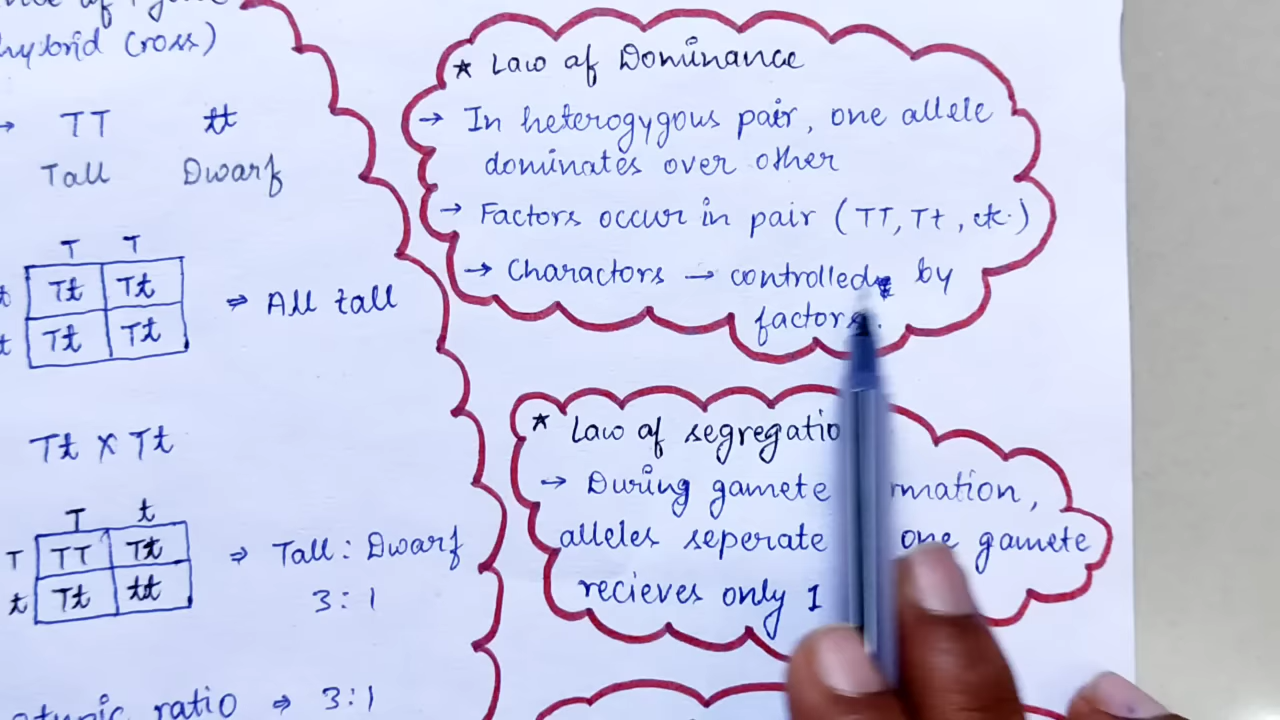 hybrid Cross)
→ TT tt
Tall Dwarf
T T
t Tt Tt
t Tt Tt
⇒ All tall
Tt x Tt
T t
T TT Tt
t Tt tt
⇒ Tall : Dwarf
3 : 1
ratio ⇒ 3 : 1
★ Law of Dominance
→ In heterogygous pair, one allele
dominates over other
→ Factors occur in pair (TT, Tt, etc.)
→ Charactors → controlled by
factors.
★ Law of segregatio
→ During gamete rmation,
alleles seperate one gamete
recieves only 1